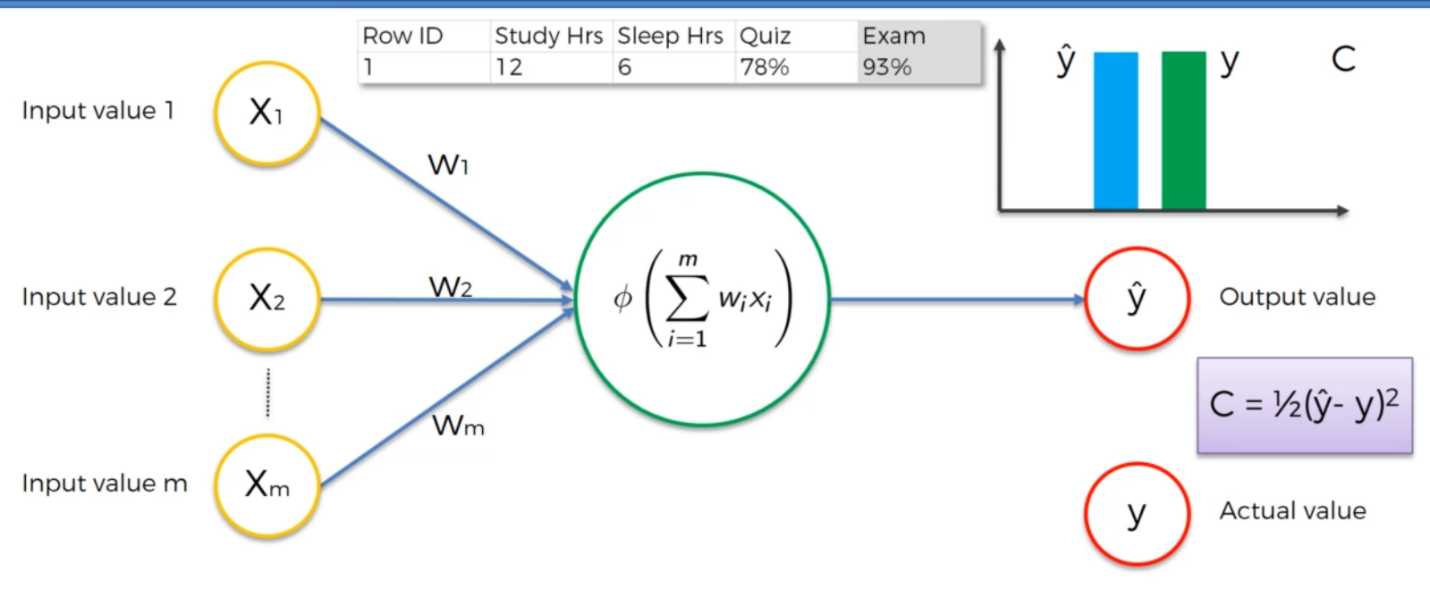 Row ID Study Hrs Sleep Hrs Quiz Exam
1 12 6 78% 93%
ŷ y C
Input value 1 X₁
W₁
Input value 2 X₂
W₂
ϕ(∑ᵢ₌₁ᵐ wᵢxᵢ)
ŷ Output value
C = ½(ŷ- y)²
Wm
Input value m Xm
y Actual value